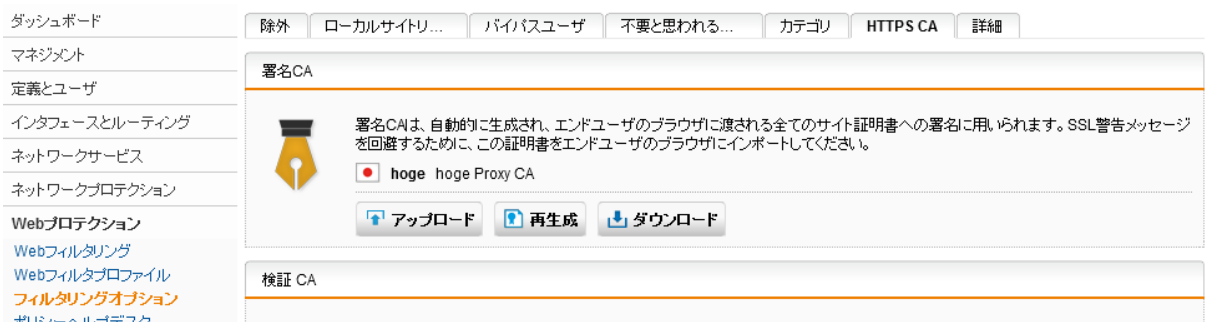 ダッシュボード
マネジメント
定義とユーザ
インタフェースとルーティング
ネットワークサービス
ネットワークプロテクション
Webプロテクション
Webフィルタリング
Webフィルタプロファイル
フィルタリングオプション
ポリシーヘルプデスク
除外 ローカルサイトリ... バイパスユーザ 不要と思われる... カテゴリ HTTPS CA 詳細
署名CA
署名CAは、自動的に生成され、エンドユーザのブラウザに渡される全てのサイト証明書への署名に用いられます。SSL警告メッセージ
を回避するために、この証明書をエンドユーザのブラウザにインポートしてください。
hoge hoge Proxy CA
アップロード 再生成 ダウンロード
検証 CA